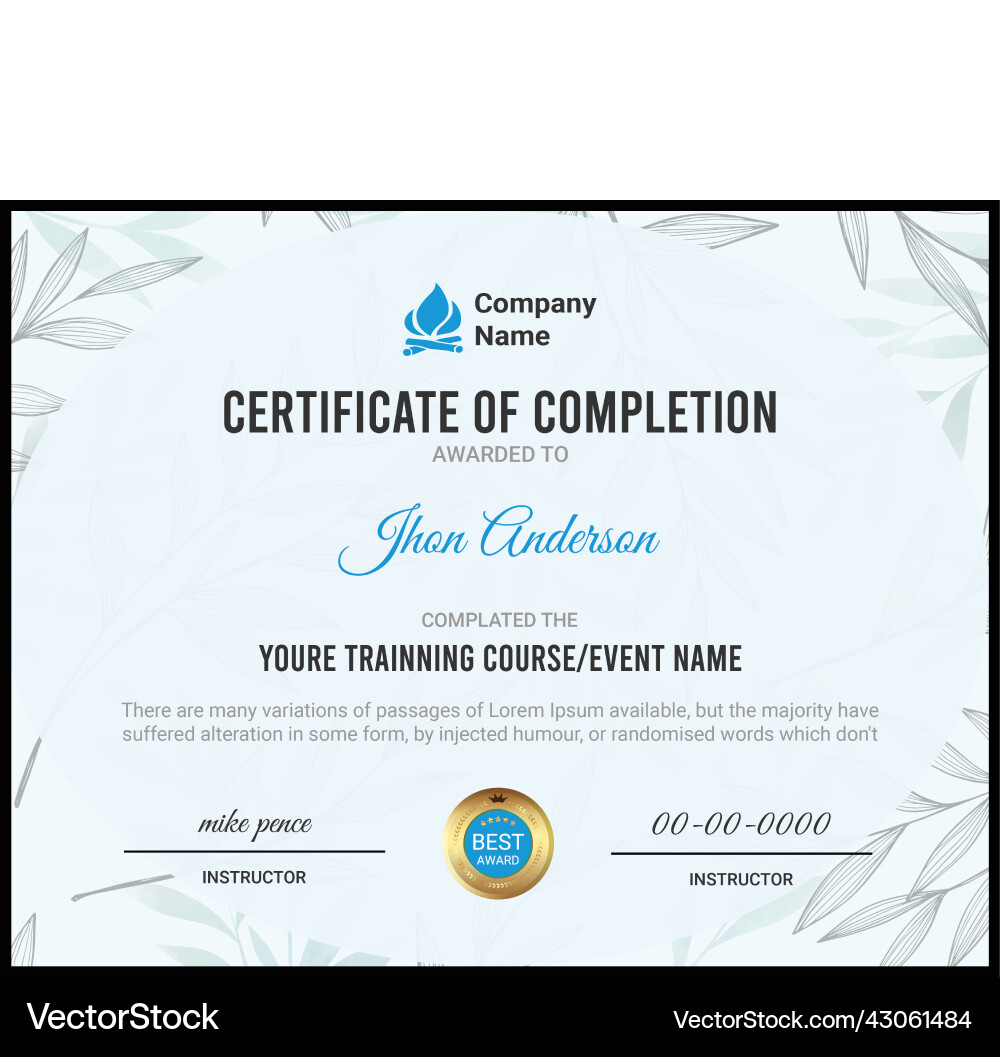 Company
Name
CERTIFICATE OF COMPLETION
AWARDED TO
Jhon Anderson
COMPLATED THE
YOURE TRAINNING COURSE/EVENT NAME
There are many variations of passages of Lorem Ipsum available, but the majority have
suffered alteration in some form, by injected humour, or randomised words which don't
mike pence
INSTRUCTOR
BEST
AWARD
00-00-0000
INSTRUCTOR
VectorStock
VectorStock.com/43061484